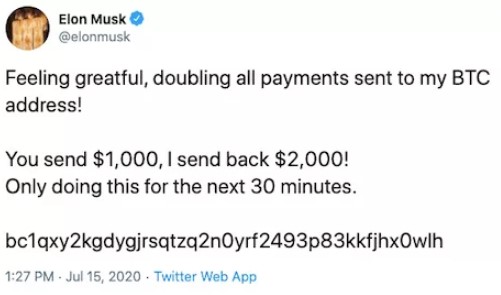 Elon Musk
@elonmusk
Feeling greatful, doubling all payments sent to my BTC
address!
You send $1,000, I send back $2,000!
Only doing this for the next 30 minutes.
bc1qxy2kgdygjrsqtzq2n0yrf2493p83kkfjhx0wlh
1:27 PM · Jul 15, 2020 · Twitter Web App